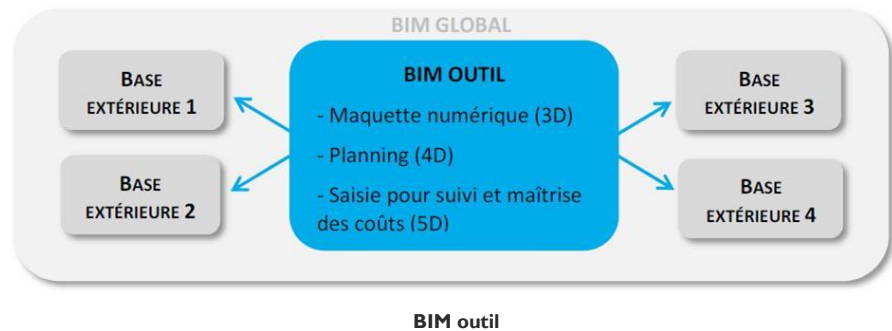 BIM GLOBAL
BASE
EXTÉRIEURE 1
BASE
EXTÉRIEURE 2
BIM OUTIL
- Maquette numérique (3D)
- Planning (4D)
- Saisie pour suivi et maîtrise
des coûts (5D)
BASE
EXTÉRIEURE 3
BASE
EXTÉRIEURE 4
BIM outil